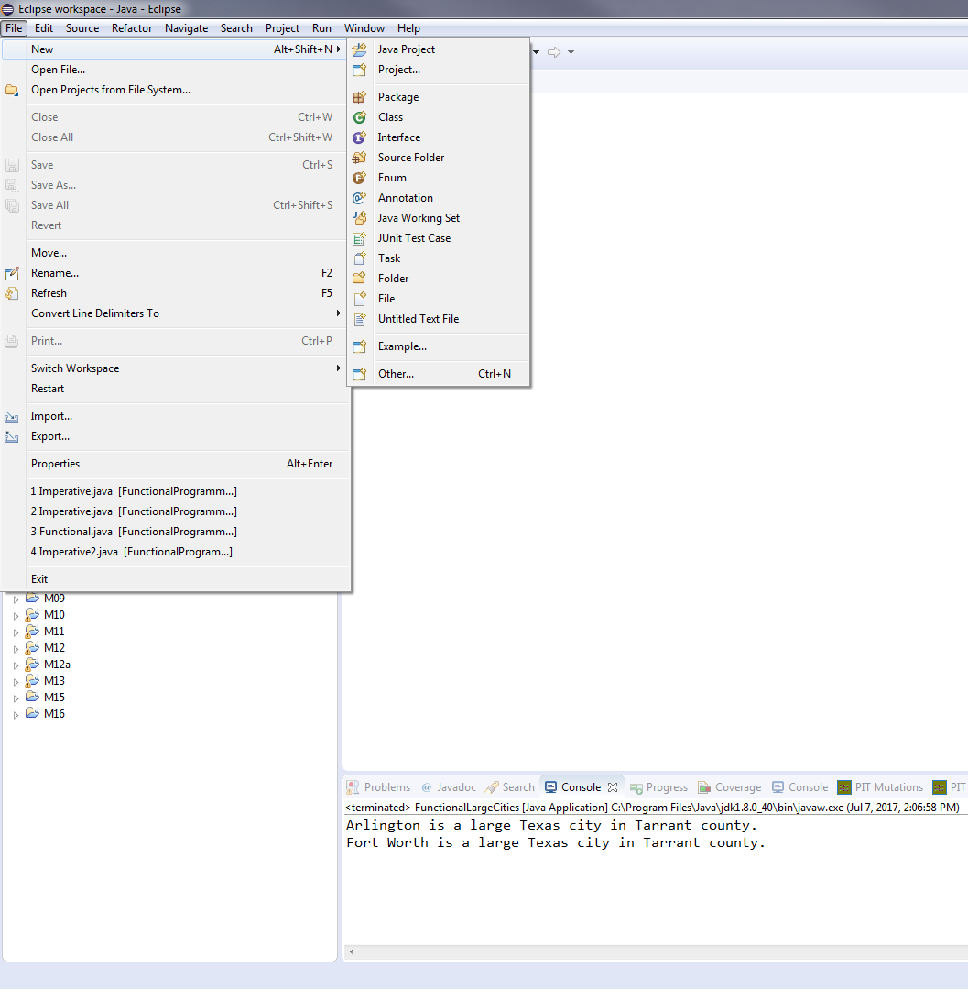 Eclipse workspace - Java - Eclipse
File Edit Source Refactor Navigate Search Project Run Window Help
New Alt+Shift+N
Open File...
Open Projects from File System...
Close Ctrl+W
Close All Ctrl+Shift+W
Save Ctrl+S
Save As...
Save All Ctrl+Shift+S
Revert
Move...
Rename... F2
Refresh F5
Convert Line Delimiters To
Print... Ctrl+P
Switch Workspace
Restart
Import...
Export...
Properties Alt+Enter
1 Imperative.java [FunctionalProgramm...]
2 Imperative.java [FunctionalProgramm...]
3 Functional.java [FunctionalProgramm...]
4 Imperative2.java [FunctionalProgram...]
Exit
Java Project
Project...
Package
Class
Interface
Source Folder
Enum
Annotation
Java Working Set
JUnit Test Case
Task
Folder
File
Untitled Text File
Example...
Other... Ctrl+N
M09
M10
M11
M12
M12a
M13
M15
M16
Problems @ Javadoc Search Console Progress Coverage Console PIT Mutations PIT
<terminated> FunctionalLargeCities [Java Application] C:\Program Files\Java\jdk1.8.0_40\bin\javaw.exe (Jul 7, 2017, 2:06:58 PM)
Arlington is a large Texas city in Tarrant county.
Fort Worth is a large Texas city in Tarrant county.